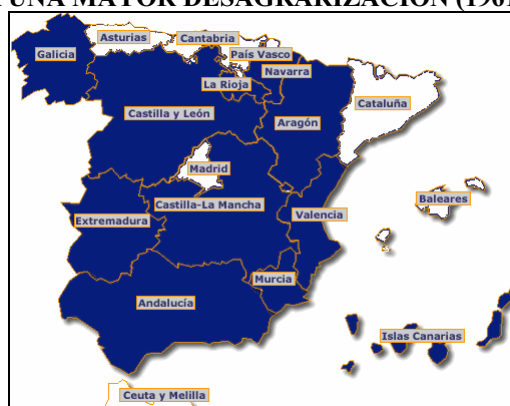 UNA MAYOR DESAGRARIZACIÓN (1961
Asturias
Cantabria
Galicia
País Vasco
Navarra
La Rioja
Castilla y León
Aragón
Cataluña
Madrid
Castilla-La Mancha
Baleares
Extremadura
Valencia
Murcia
Andalucía
Islas Canarias
Ceuta y Melilla